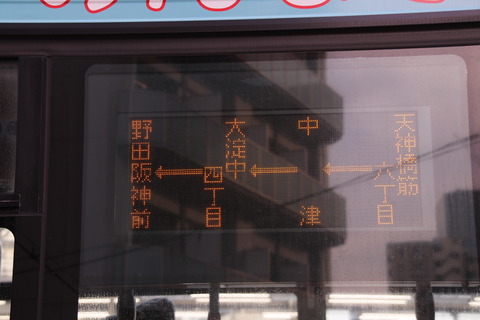 天神橋筋
六丁目
中津
大淀中
四丁目
野田阪神前